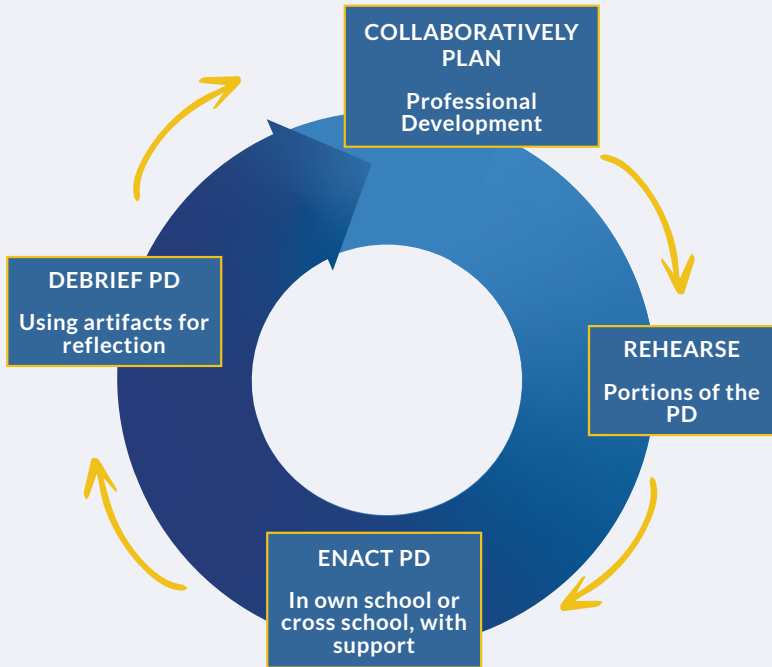 COLLABORATIVELY
PLAN
Professional
Development
REHEARSE
Portions of the
PD
ENACT PD
In own school or
cross school, with
support
DEBRIEF PD
Using artifacts for
reflection